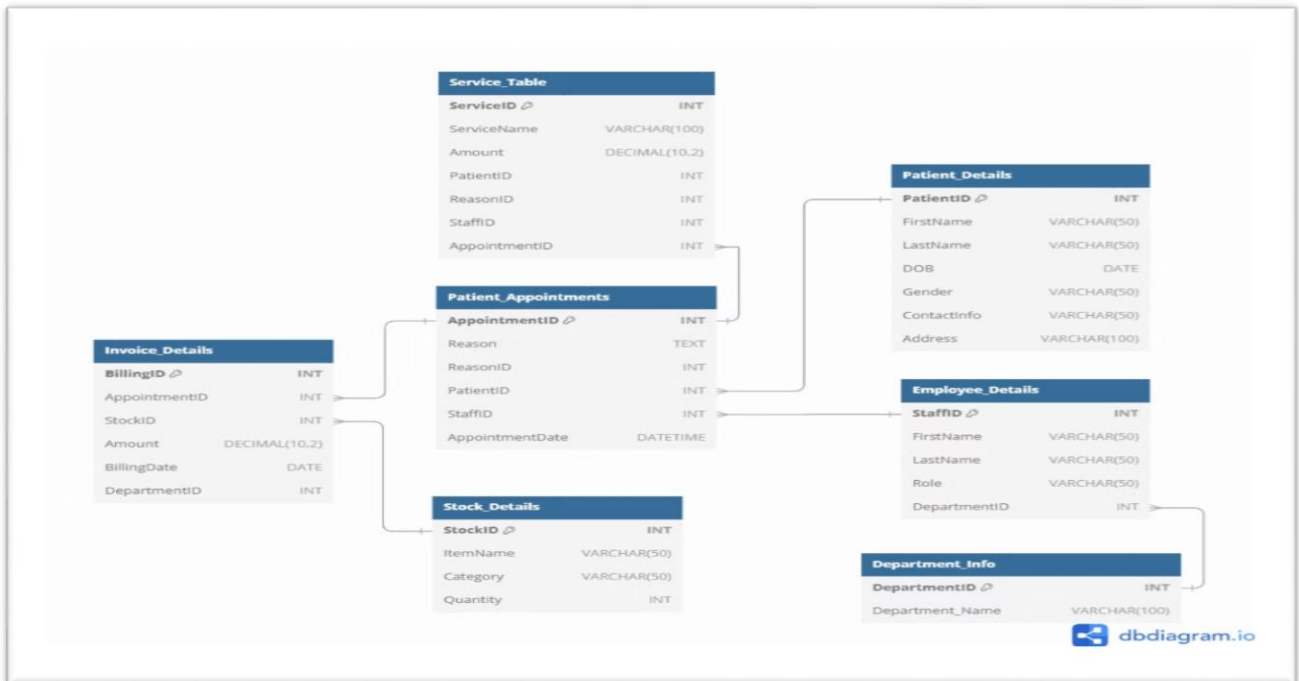 Service_Table
ServiceID INT
ServiceName VARCHAR(100)
Amount DECIMAL(10,2)
PatientID INT
ReasonID INT
StaffID INT
AppointmentID INT
Patient_Details
PatientID INT
FirstName VARCHAR(50)
LastName VARCHAR(50)
DOB DATE
Gender VARCHAR(50)
ContactInfo VARCHAR(50)
Address VARCHAR(100)
Patient_Appointments
AppointmentID INT
Reason TEXT
ReasonID INT
PatientID INT
StaffID INT
AppointmentDate DATETIME
Invoice_Details
BillingID INT
AppointmentID INT
StockID INT
Amount DECIMAL(10,2)
BillingDate DATE
DepartmentID INT
Employee_Details
StaffID INT
FirstName VARCHAR(50)
LastName VARCHAR(50)
Role VARCHAR(50)
DepartmentID INT
Stock_Details
StockID INT
ItemName VARCHAR(50)
Category VARCHAR(50)
Quantity INT
Department_Info
DepartmentID INT
Department_Name VARCHAR(100)
dbdiagram.io